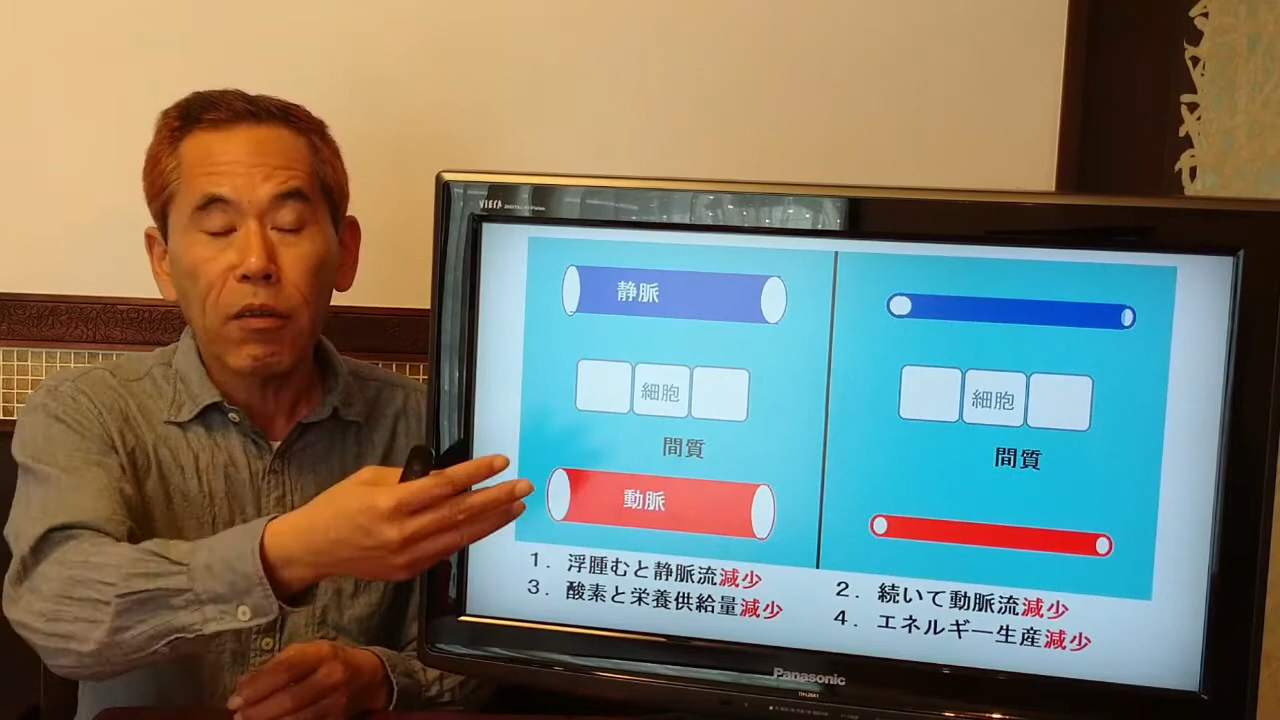 VIERA
静脈
細胞
細胞
間質
間質
動脈
1. 浮腫むと静脈流減少
2. 続いて動脈流減少
3. 酸素と栄養供給量減少
4. エネルギー生産減少
Panasonic